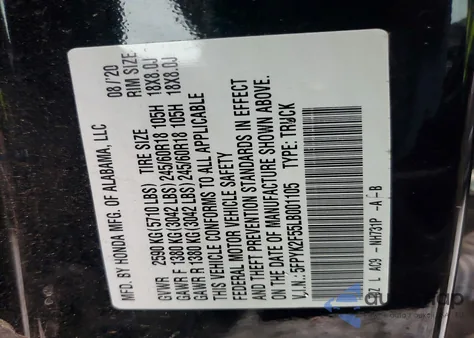 MFD. BY HONDA MFG. OF ALABAMA, LLC 08/'20
GVWR 2590 KG(5710 LBS) TIRE SIZE RIM SIZE
GAWR F 1380 KG(3042 LBS) 245/60R18 105H 18X8.0J
GAWR R 1380 KG(3042 LBS) 245/60R18 105H 18X8.0J
THIS VEHICLE CONFORMS TO ALL APPLICABLE
FEDERAL MOTOR VEHICLE SAFETY
AND THEFT PREVENTION STANDARDS IN EFFECT
ON THE DATE OF MANUFACTURE SHOWN ABOVE.
V.I.N.: 5FPYK2F55LB001105 TYPE: TRUCK
Z L AC9 -NH731P -A -B